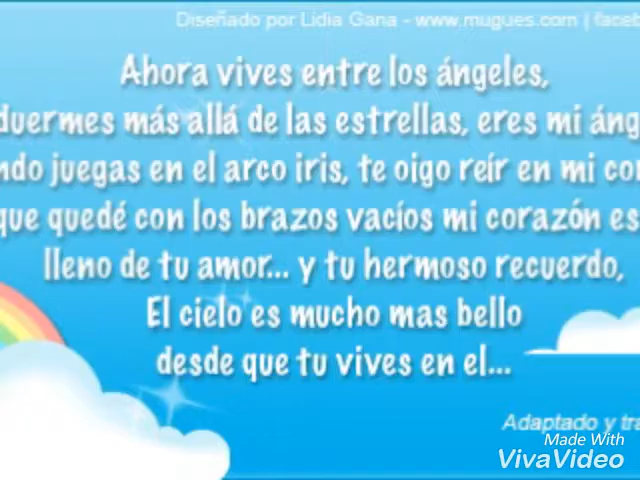 Diseñado por Lidia Gana - www.mugues.com | faceb
Ahora vives entre los ángeles,
duermes más allá de las estrellas, eres mi áng
ndo juegas en el arco iris, te oigo reír en mi cor
que quedé con los brazos vacíos mi corazón es
lleno de tu amor... y tu hermoso recuerdo,
El cielo es mucho mas bello
desde que tu vives en el...
Adaptado y tra
Made With
VivaVideo